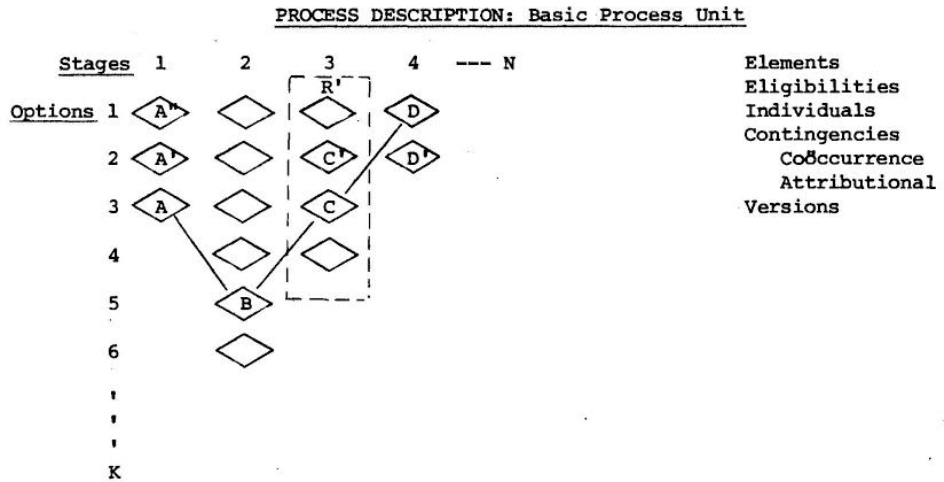 PROCESS DESCRIPTION: Basic Process Unit
Stages 1 2 3 4 --- N
Elements
R'
Eligibilities
Options 1 A" D
Individuals
2 A' C' D'
Contingencies
Coöccurrence
Attributional
3 A C
Versions
4
5 B
6
'
'
'
K